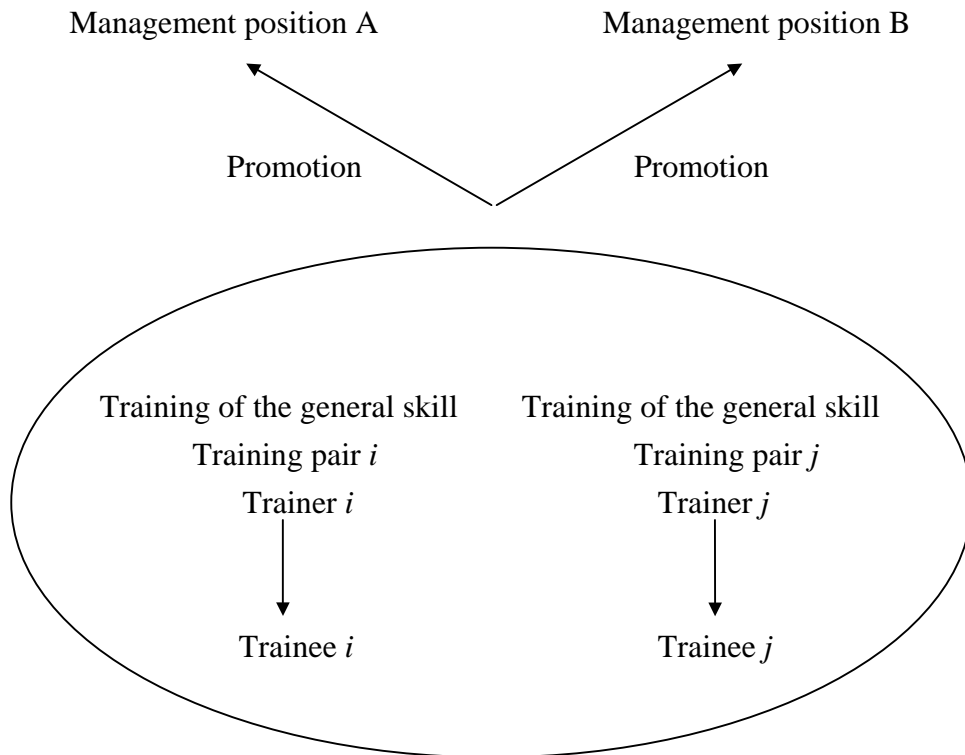 Management position A
Management position B
Promotion
Promotion
Training of the general skill
Training pair i
Trainer i
Trainee i
Training of the general skill
Training pair j
Trainer j
Trainee j